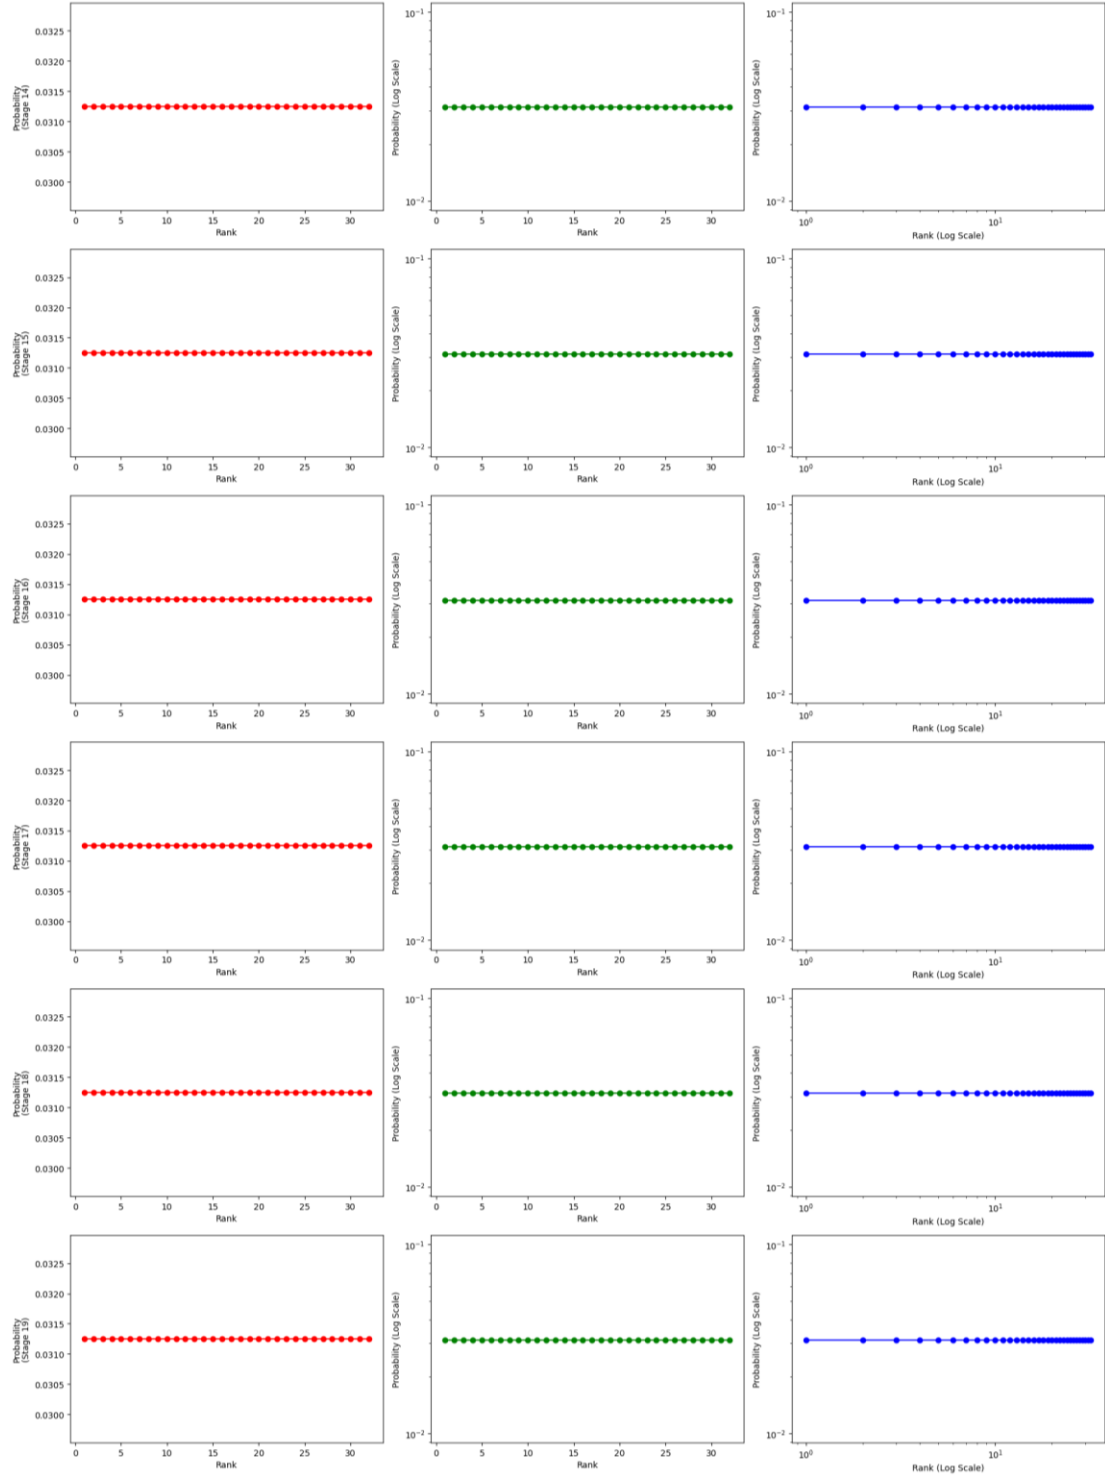 0.0325
0.0320
0.0315
0.0310
0.0305
0.0300
Probability
(Stage 14)
0 5 10 15 20 25 30
Rank
10⁻¹
10⁻²
Probability (Log Scale)
0 5 10 15 20 25 30
Rank
10⁻¹
10⁻²
Probability (Log Scale)
10⁰ 10¹
Rank (Log Scale)
0.0325
0.0320
0.0315
0.0310
0.0305
0.0300
Probability
(Stage 15)
0 5 10 15 20 25 30
Rank
10⁻¹
10⁻²
Probability (Log Scale)
0 5 10 15 20 25 30
Rank
10⁻¹
10⁻²
Probability (Log Scale)
10⁰ 10¹
Rank (Log Scale)
0.0325
0.0320
0.0315
0.0310
0.0305
0.0300
Probability
(Stage 16)
0 5 10 15 20 25 30
Rank
10⁻¹
10⁻²
Probability (Log Scale)
0 5 10 15 20 25 30
Rank
10⁻¹
10⁻²
Probability (Log Scale)
10⁰ 10¹
Rank (Log Scale)
0.0325
0.0320
0.0315
0.0310
0.0305
0.0300
Probability
(Stage 17)
0 5 10 15 20 25 30
Rank
10⁻¹
10⁻²
Probability (Log Scale)
0 5 10 15 20 25 30
Rank
10⁻¹
10⁻²
Probability (Log Scale)
10⁰ 10¹
Rank (Log Scale)
0.0325
0.0320
0.0315
0.0310
0.0305
0.0300
Probability
(Stage 18)
0 5 10 15 20 25 30
Rank
10⁻¹
10⁻²
Probability (Log Scale)
0 5 10 15 20 25 30
Rank
10⁻¹
10⁻²
Probability (Log Scale)
10⁰ 10¹
Rank (Log Scale)
0.0325
0.0320
0.0315
0.0310
0.0305
0.0300
Probability
(Stage 19)
0 5 10 15 20 25 30
Rank
10⁻¹
10⁻²
Probability (Log Scale)
0 5 10 15 20 25 30
Rank
10⁻¹
10⁻²
Probability (Log Scale)
10⁰ 10¹
Rank (Log Scale)